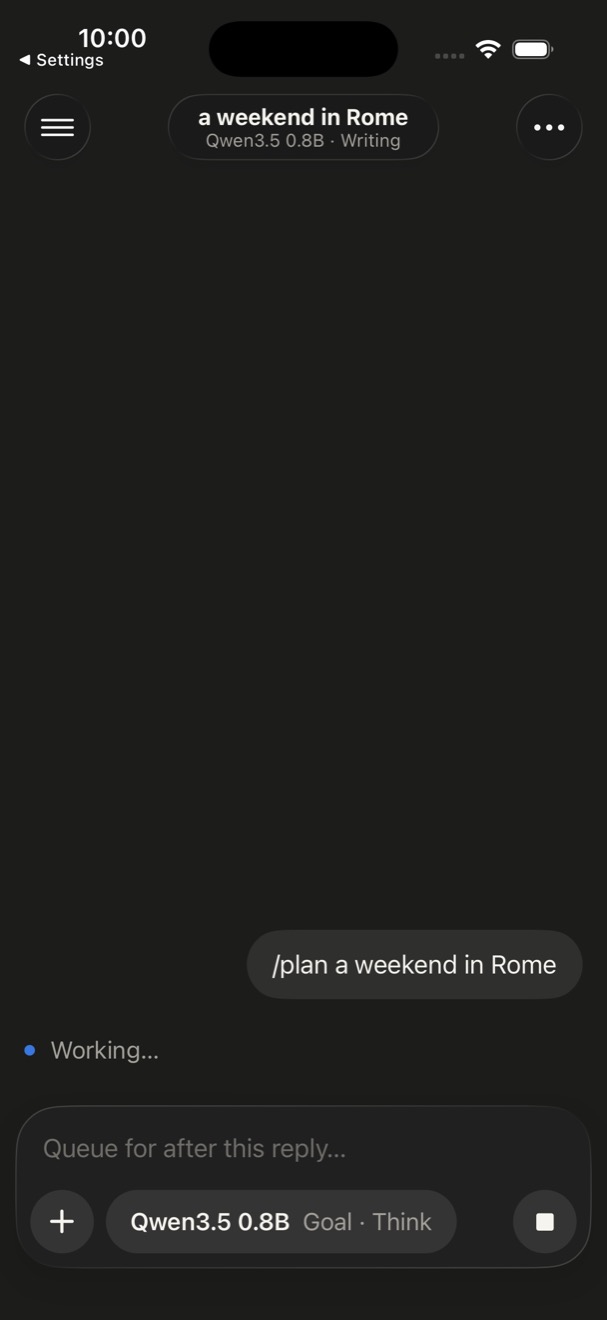 10:00
◀ Settings
a weekend in Rome
Qwen3.5 0.8B · Writing
/plan a weekend in Rome
Working...
Queue for after this reply...
Qwen3.5 0.8B Goal · Think